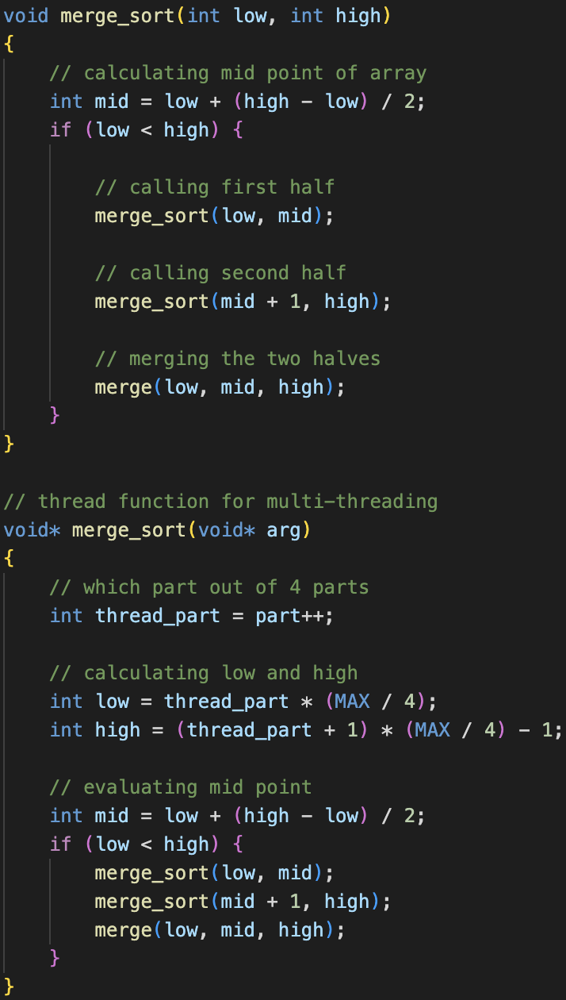 void merge_sort(int low, int high)
{
    // calculating mid point of array
    int mid = low + (high - low) / 2;
    if (low < high) {

        // calling first half
        merge_sort(low, mid);

        // calling second half
        merge_sort(mid + 1, high);

        // merging the two halves
        merge(low, mid, high);
    }
}

// thread function for multi-threading
void* merge_sort(void* arg)
{
    // which part out of 4 parts
    int thread_part = part++;

    // calculating low and high
    int low = thread_part * (MAX / 4);
    int high = (thread_part + 1) * (MAX / 4) - 1;

    // evaluating mid point
    int mid = low + (high - low) / 2;
    if (low < high) {
        merge_sort(low, mid);
        merge_sort(mid + 1, high);
        merge(low, mid, high);
    }
}